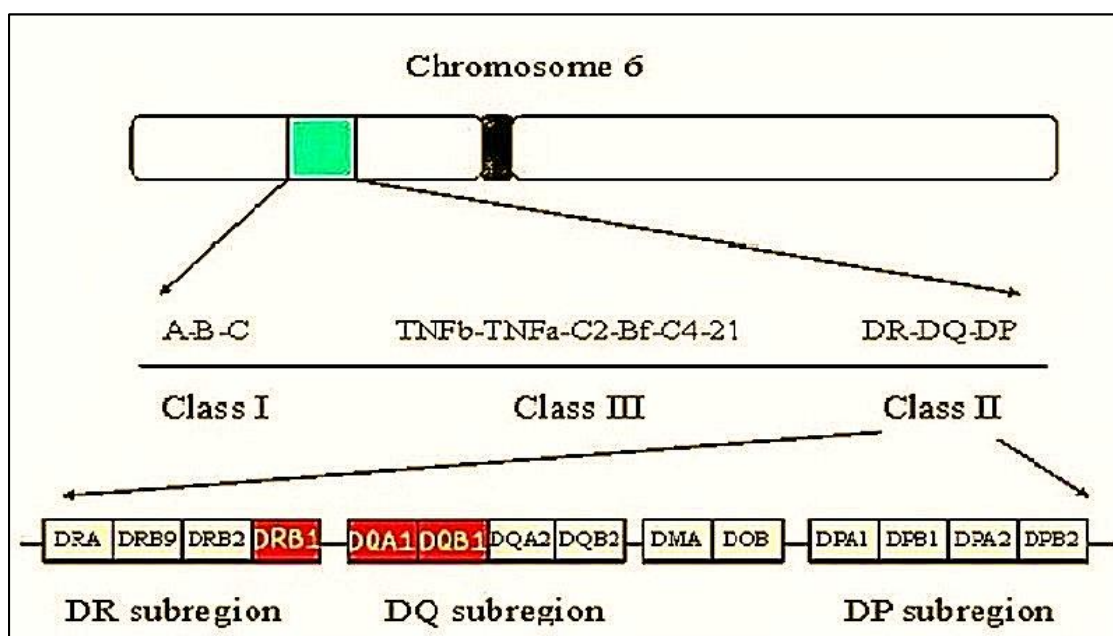 Chromosome 6
A-B-C TNFb-TNFa-C2-Bf-C4-21 DR-DQ-DP
Class I Class III Class II
DRA DRB9 DRB2 DRB1 DQA1 DQB1 DQA2 DQB2 DMA DOB DPA1 DPB1 DPA2 DPB2
DR subregion DQ subregion DP subregion